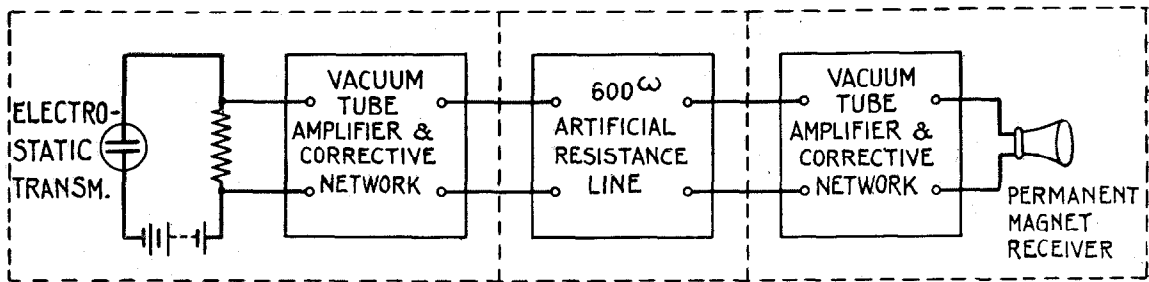 ELECTRO-
STATIC
TRANSM.
VACUUM
TUBE
AMPLIFIER &
CORRECTIVE
NETWORK
600 ω
ARTIFICIAL
RESISTANCE
LINE
VACUUM
TUBE
AMPLIFIER &
CORRECTIVE
NETWORK
PERMANENT
MAGNET
RECEIVER